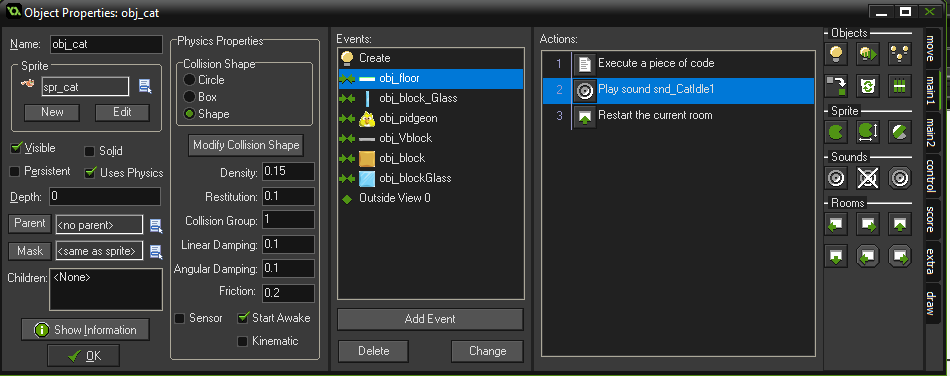 Object Properties: obj_cat
Name: obj_cat
Sprite
spr_cat
New Edit
Visible Solid
Persistent Uses Physics
Depth: 0
Parent <no parent>
Mask <same as sprite>
Children: <None>
Show Information
OK
Physics Properties
Collision Shape
Circle
Box
Shape
Modify Collision Shape
Density: 0.15
Restitution: 0.1
Collision Group: 1
Linear Damping: 0.1
Angular Damping: 0.1
Friction: 0.2
Sensor Start Awake
Kinematic
Events:
Create
obj_floor
obj_block_Glass
obj_pidgeon
obj_Vblock
obj_block
obj_blockGlass
Outside View 0
Add Event
Delete Change
Actions:
1 Execute a piece of code
2 Play sound snd_CatIdle1
3 Restart the current room
Objects
Sprite
Sounds
Rooms
move
main1
main2
control
score
extra
draw